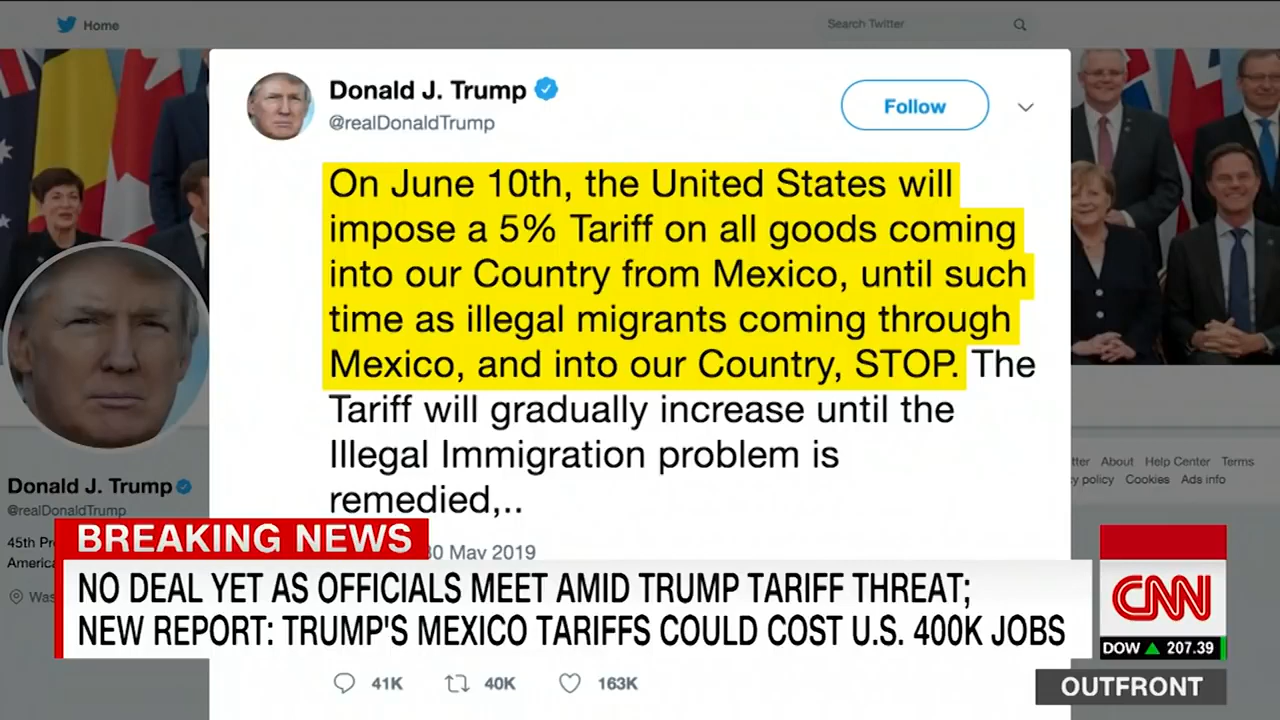 Home
Search Twitter
Donald J. Trump
@realDonaldTrump
Follow
On June 10th, the United States will
impose a 5% Tariff on all goods coming
into our Country from Mexico, until such
time as illegal migrants coming through
Mexico, and into our Country, STOP. The
Tariff will gradually increase until the
Illegal Immigration problem is
remedied,..
May 2019
41K 40K 163K
Donald J. Trump
@realDonaldTrump
45th
About Help Center Terms
policy Cookies Ads info
BREAKING NEWS
NO DEAL YET AS OFFICIALS MEET AMID TRUMP TARIFF THREAT;
NEW REPORT: TRUMP'S MEXICO TARIFFS COULD COST U.S. 400K JOBS
CNN
DOW ▲ 207.39
OUTFRONT